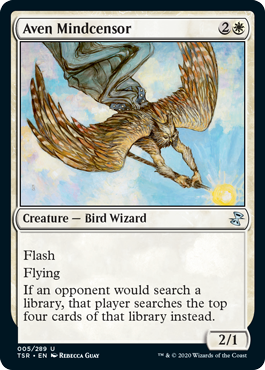 Aven Mindcensor 2
Creature — Bird Wizard
Flash
Flying
If an opponent would search a
library, that player searches the top
four cards of that library instead.
2/1
005/289 U
TSR • EN Rebecca Guay
™ & © 2020 Wizards of the Coast